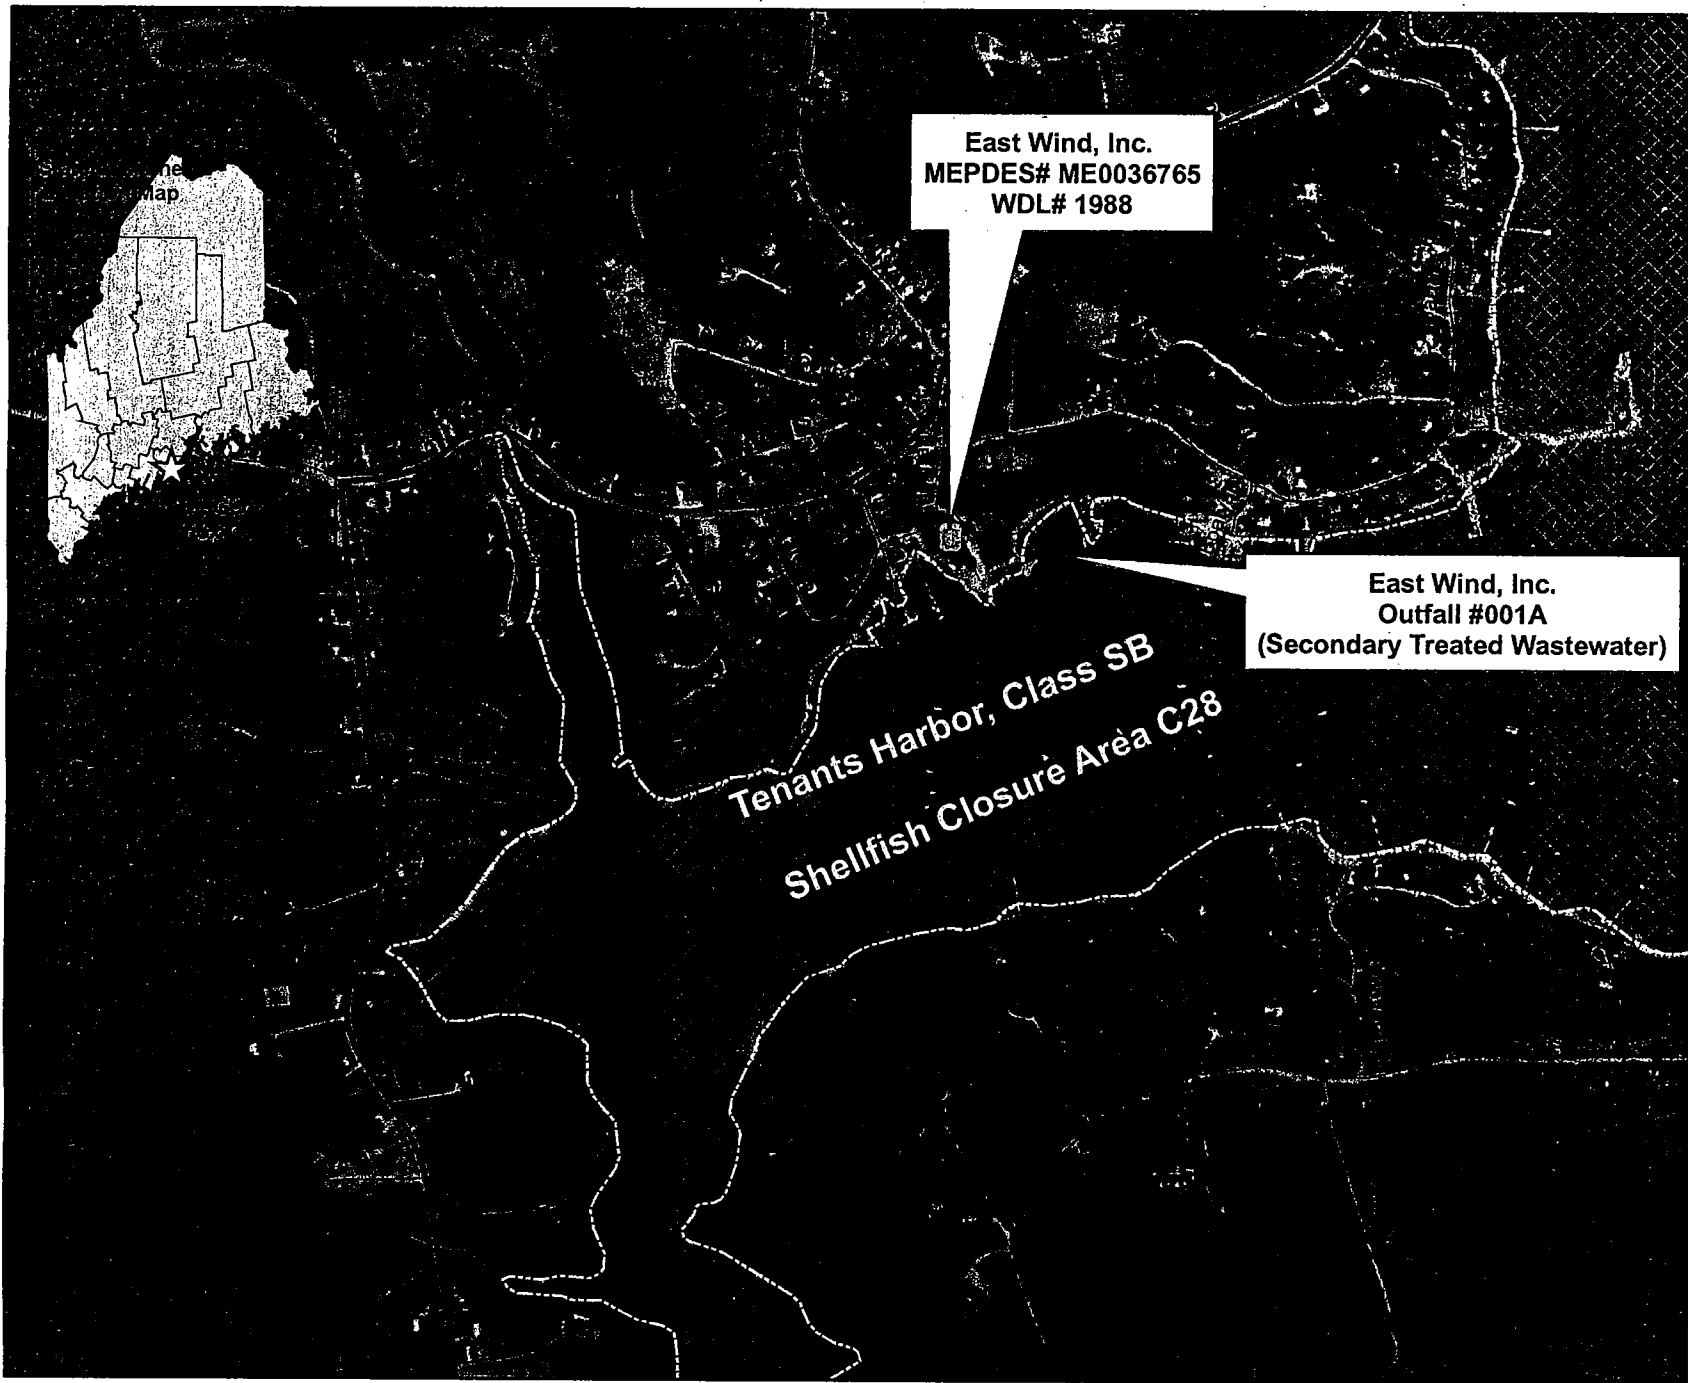 Map
East Wind, Inc.
MEPDES# ME0036765
WDL# 1988
East Wind, Inc.
Outfall #001A
(Secondary Treated Wastewater)
Tenants Harbor, Class SB
Shellfish Closure Area C28